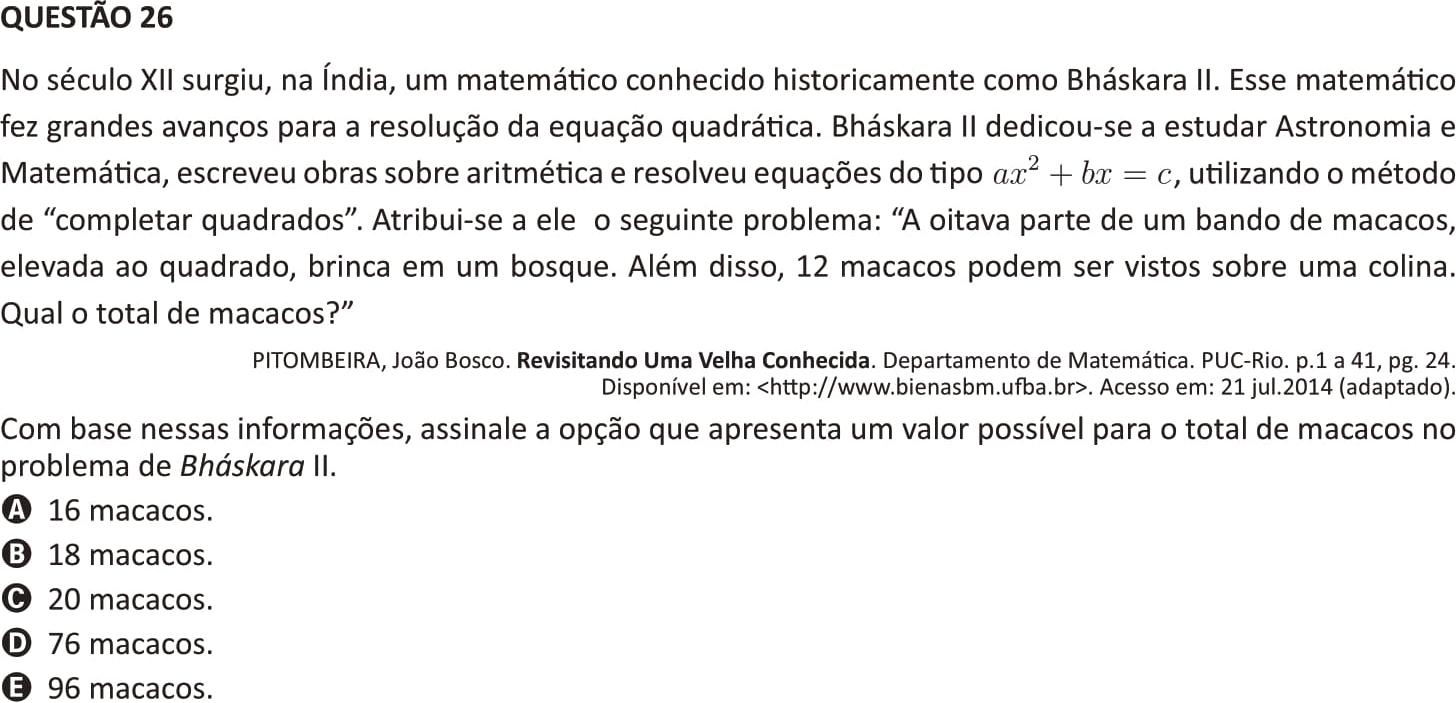 QUESTÃO 26
No século XII surgiu, na Índia, um matemático conhecido historicamente como Bháskara II. Esse matemático
fez grandes avanços para a resolução da equação quadrática. Bháskara II dedicou-se a estudar Astronomia e
Matemática, escreveu obras sobre aritmética e resolveu equações do tipo ax² + bx = c, utilizando o método
de “completar quadrados”. Atribui-se a ele o seguinte problema: “A oitava parte de um bando de macacos,
elevada ao quadrado, brinca em um bosque. Além disso, 12 macacos podem ser vistos sobre uma colina.
Qual o total de macacos?”
PITOMBEIRA, João Bosco. Revisitando Uma Velha Conhecida. Departamento de Matemática. PUC-Rio. p.1 a 41, pg. 24.
Disponível em: <http://www.bienasbm.ufba.br>. Acesso em: 21 jul.2014 (adaptado).
Com base nessas informações, assinale a opção que apresenta um valor possível para o total de macacos no
problema de Bháskara II.
A 16 macacos.
B 18 macacos.
C 20 macacos.
D 76 macacos.
E 96 macacos.